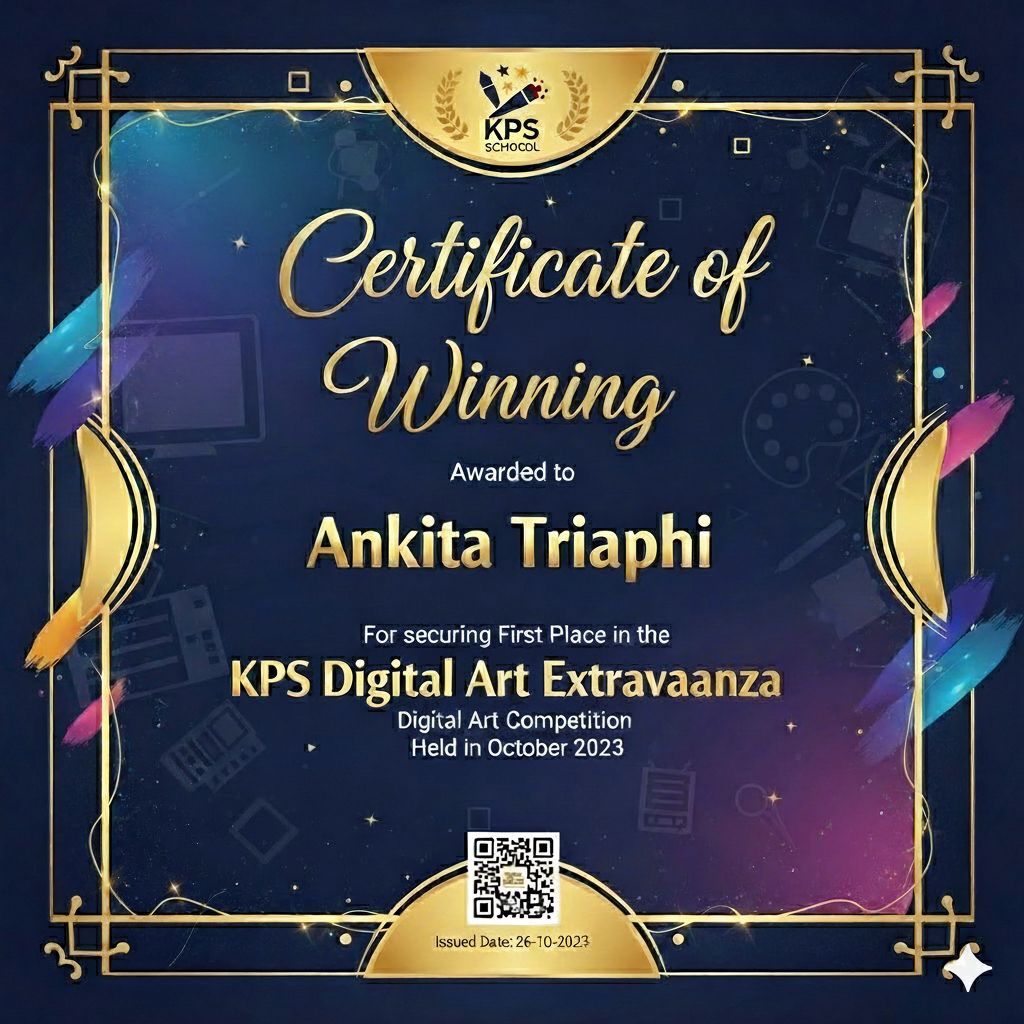 KPS
SCHOCOL
Certificate of
Winning
Awarded to
Ankita Triaphi
For securing First Place in the
KPS Digital Art Extravaanza
Digital Art Competition
Held in October 2023
Issued Date: 26-10-2023